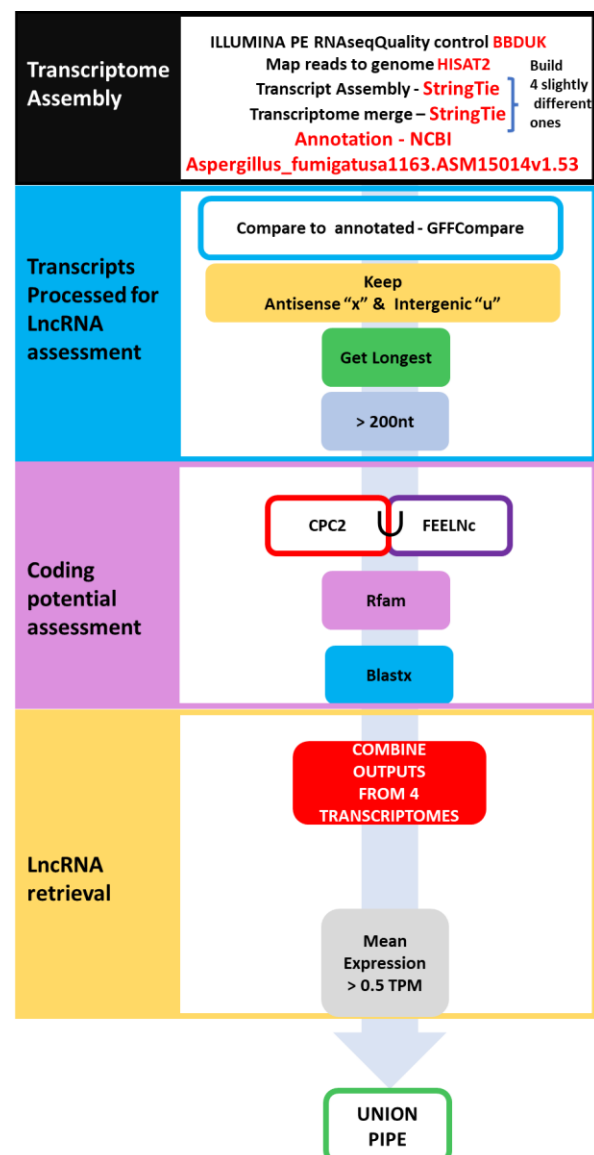 Transcriptome
Assembly
ILLUMINA PE RNAseqQuality control BBDUK
Map reads to genome HISAT2
Transcript Assembly - StringTie
Transcriptome merge – StringTie
Annotation - NCBI
Aspergillus_fumigatusa1163.ASM15014v1.53
Build
4 slightly
different
ones
Transcripts
Processed for
LncRNA
assessment
Compare to annotated - GFFCompare
Keep
Antisense "x" & Intergenic "u"
Get Longest
> 200nt
Coding
potential
assessment
CPC2 ∪ FEELNc
Rfam
Blastx
LncRNA
retrieval
COMBINE
OUTPUTS
FROM 4
TRANSCRIPTOMES
Mean
Expression
> 0.5 TPM
UNION
PIPE